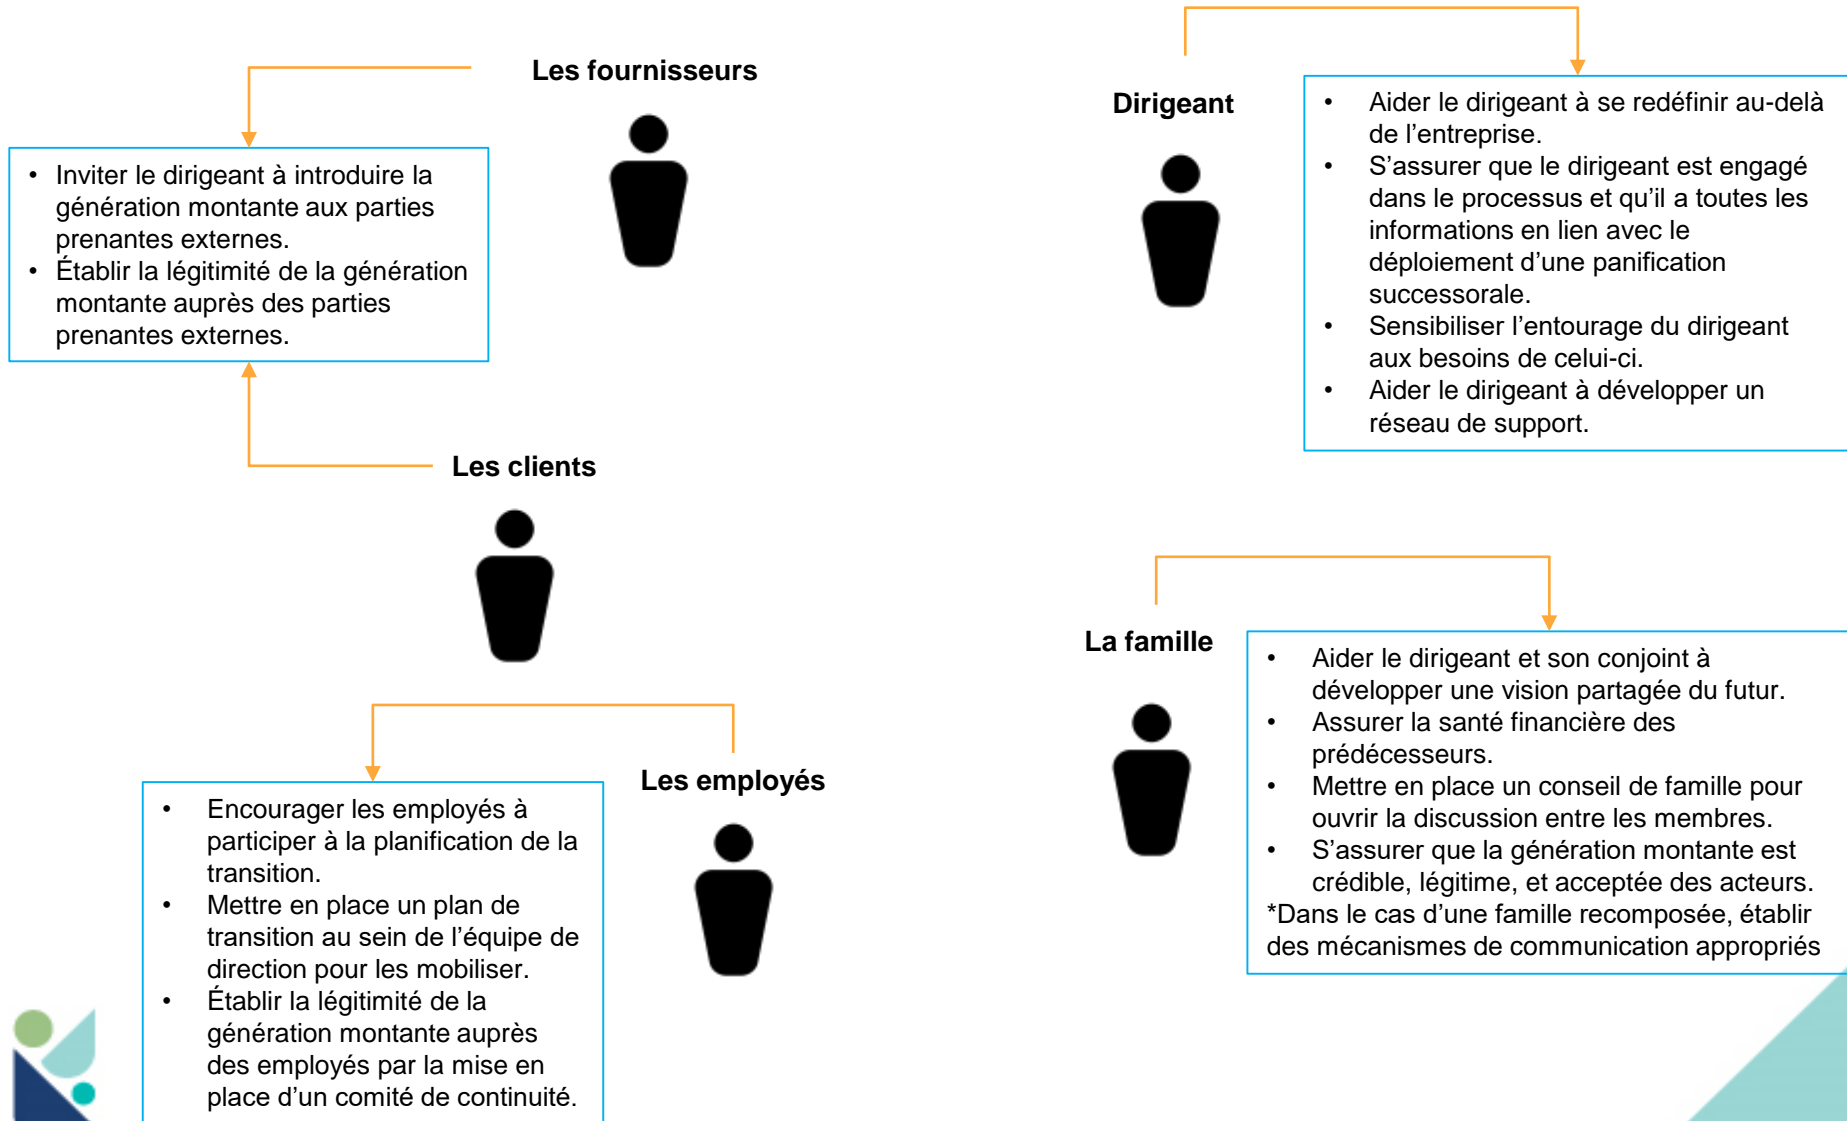 Les fournisseurs
• Inviter le dirigeant à introduire la
génération montante aux parties
prenantes externes.
• Établir la légitimité de la génération
montante auprès des parties
prenantes externes.
Les clients
Les employés
• Encourager les employés à
participer à la planification de la
transition.
• Mettre en place un plan de
transition au sein de l’équipe de
direction pour les mobiliser.
• Établir la légitimité de la
génération montante auprès
des employés par la mise en
place d’un comité de continuité.
Dirigeant
• Aider le dirigeant à se redéfinir au-delà
de l’entreprise.
• S’assurer que le dirigeant est engagé
dans le processus et qu’il a toutes les
informations en lien avec le
déploiement d’une panification
successorale.
• Sensibiliser l’entourage du dirigeant
aux besoins de celui-ci.
• Aider le dirigeant à développer un
réseau de support.
La famille
• Aider le dirigeant et son conjoint à
développer une vision partagée du futur.
• Assurer la santé financière des
prédécesseurs.
• Mettre en place un conseil de famille pour
ouvrir la discussion entre les membres.
• S’assurer que la génération montante est
crédible, légitime, et acceptée des acteurs.
*Dans le cas d’une famille recomposée, établir
des mécanismes de communication appropriés